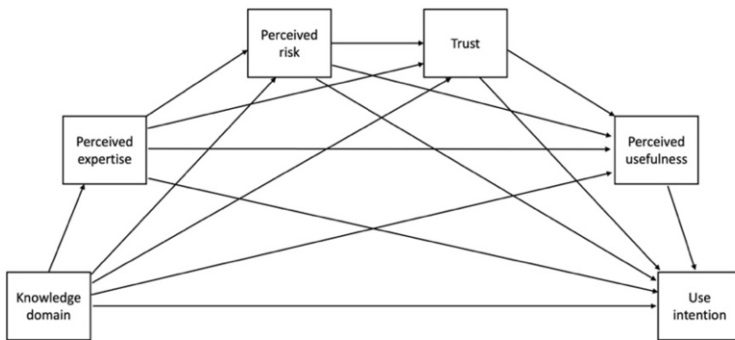 Perceived
risk
Trust
Perceived
expertise
Perceived
usefulness
Knowledge
domain
Use
intention